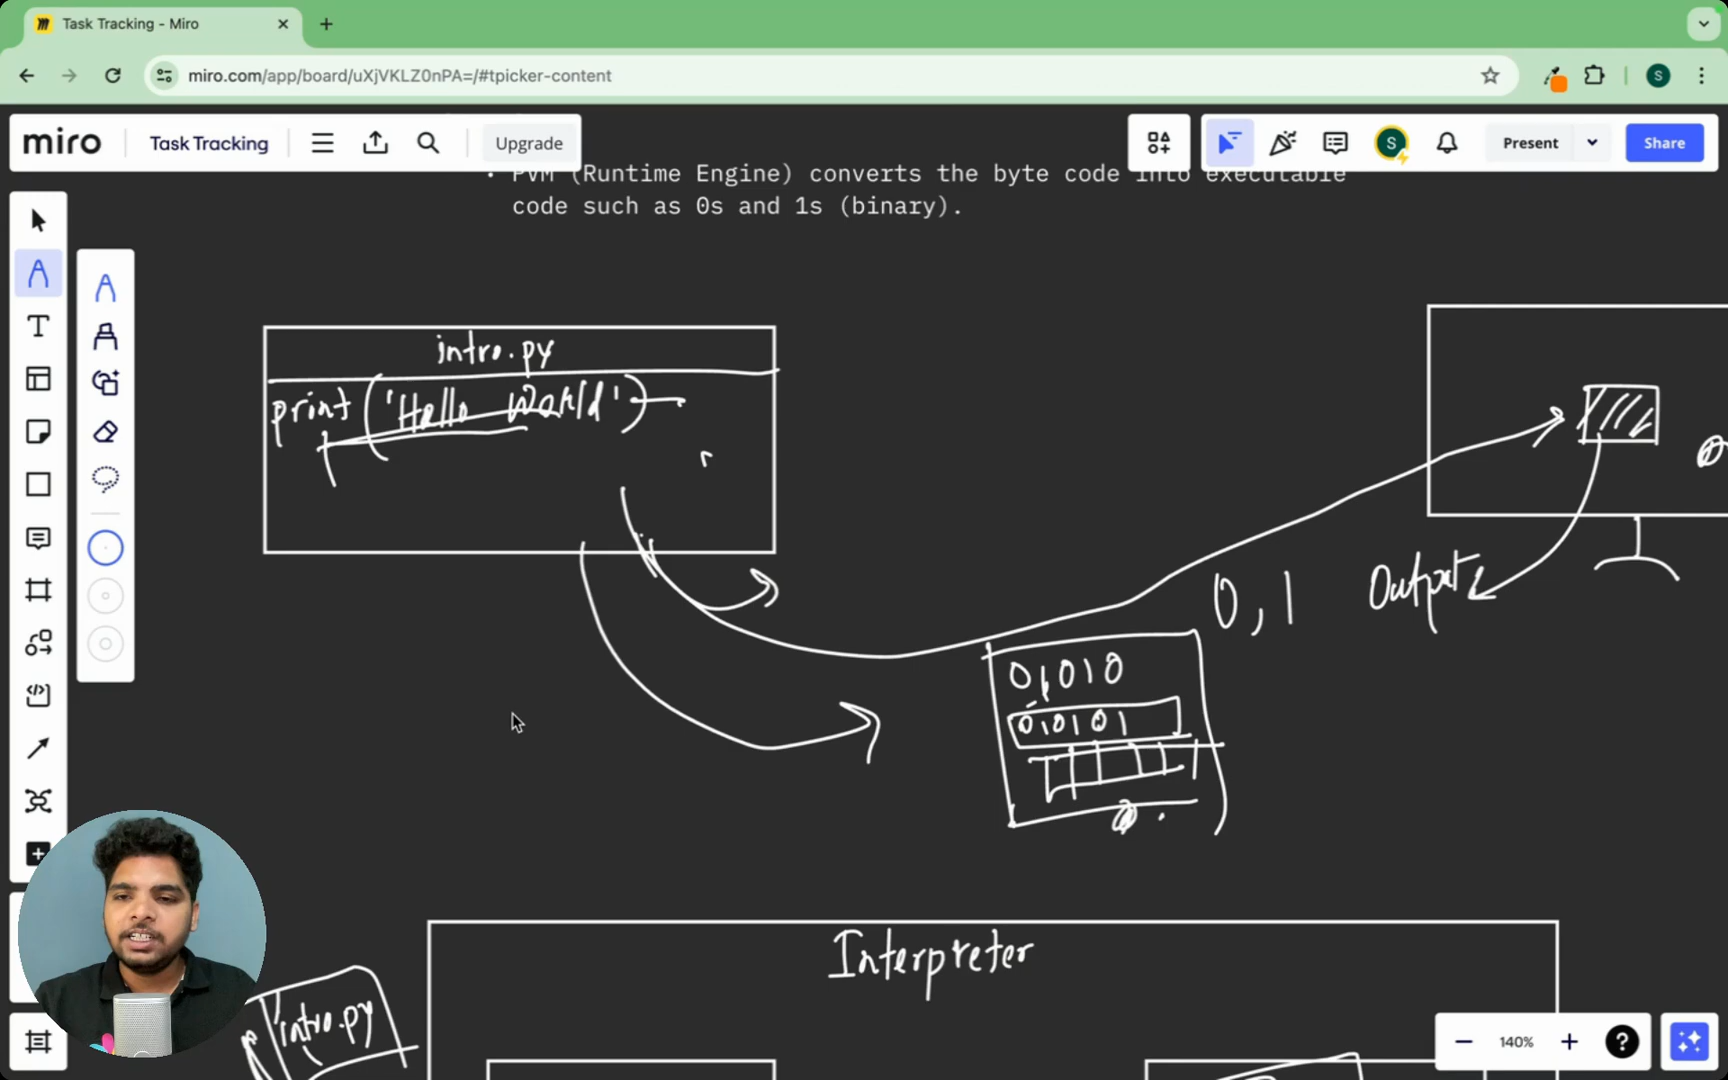 Task Tracking - Miro
miro.com/app/board/uXjVKLZ0nPA=/#tpicker-content
S
miro
Task Tracking
Upgrade
S
Present
Share
• PVM (Runtime Engine) converts the byte code into executable
code such as 0s and 1s (binary).
intro.py
print('Hello World')
0,1
Output
01010
010101
Interpreter
intro.py
140%